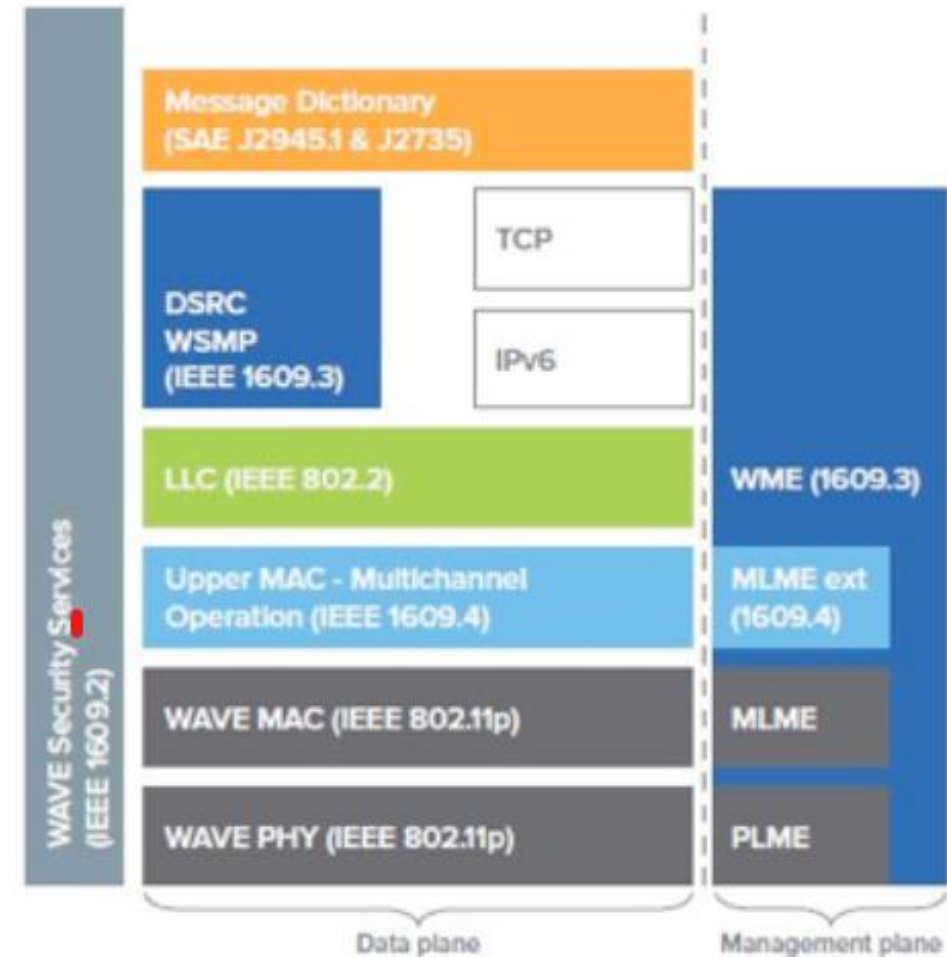 WAVE Security Services
(IEEE 1609.2)
Message Dictionary
(SAE J2945.1 & J2735)
DSRC
WSMP
(IEEE 1609.3)
TCP
IPv6
LLC (IEEE 802.2)
WME (1609.3)
Upper MAC - Multichannel
Operation (IEEE 1609.4)
MLME ext
(1609.4)
WAVE MAC (IEEE 802.11p)
MLME
WAVE PHY (IEEE 802.11p)
PLME
Data plane
Management plane